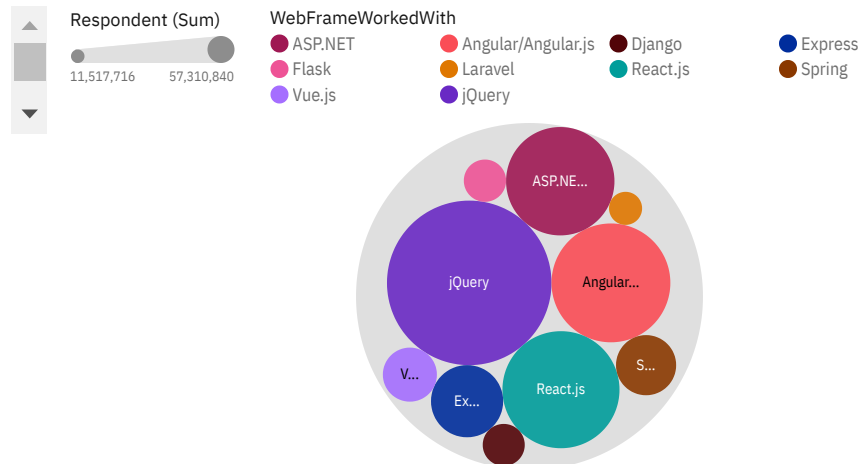 Respondent (Sum)
11,517,716 57,310,840
WebFrameWorkedWith
ASP.NET Angular/Angular.js Django Express
Flask Laravel React.js Spring
Vue.js jQuery
ASP.NE...
jQuery
Angular...
V...
S...
Ex...
React.js